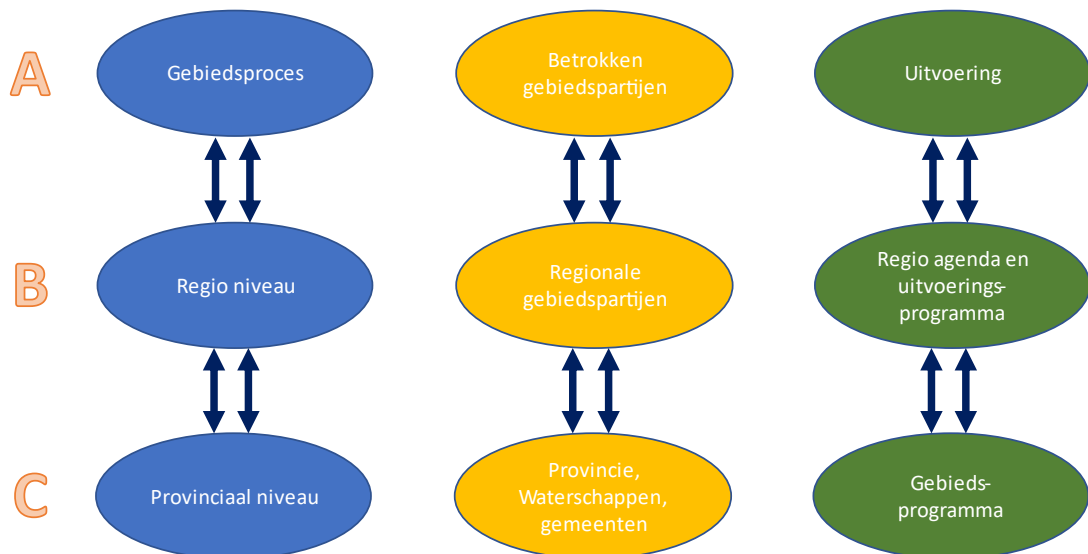 A
Gebiedsproces
Betrokken
gebiedspartijen
Uitvoering
B
Regio niveau
Regionale
gebiedspartijen
Regio agenda en
uitvoerings-
programma
C
Provinciaal niveau
Provincie,
Waterschappen,
gemeenten
Gebieds-
programma